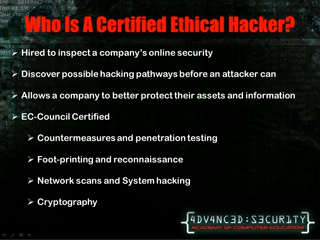 Who Is A Certified Ethical Hacker?
Hired to inspect a company's online security
Discover possible hacking pathways before an attacker can
Allows a company to better protect their assets and information
EC-Council Certified
Countermeasures and penetration testing
Foot-printing and reconnaissance
Network scans and System hacking
Cryptography
4DV4NC3D:S3CUR1TY
ACADEMY OF COMPUTER EDUCATION